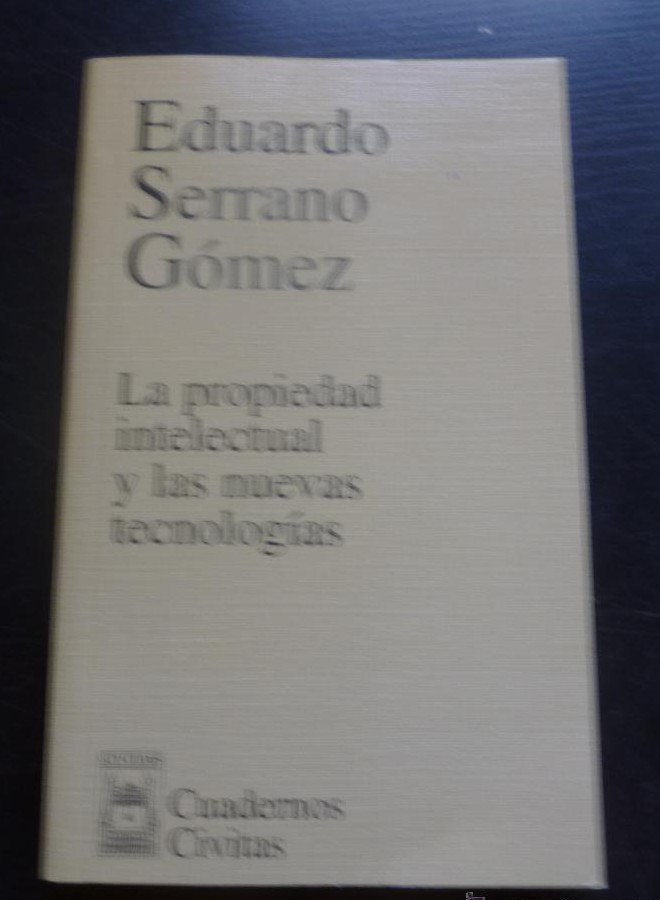 Eduardo
Serrano
Gómez
La propiedad
intelectual
y las nuevas
tecnologías
Cuadernos
Civitas